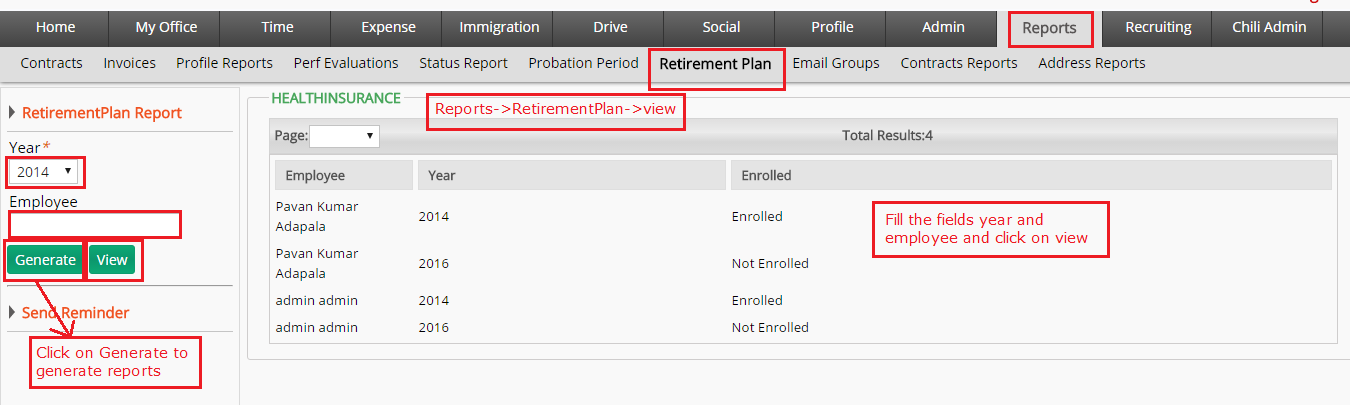 Home My Office Time Expense Immigration Drive Social Profile Admin Reports Recruiting Chili Admin
Contracts Invoices Profile Reports Perf Evaluations Status Report Probation Period Retirement Plan Email Groups Contracts Reports Address Reports
RetirementPlan Report
Year*
2014
Employee
Generate View
Send Reminder
Click on Generate to
generate reports
HEALTHINSURANCE
Reports->RetirementPlan->view
Page: Total Results:4
Employee Year Enrolled
Pavan Kumar
Adapala 2014 Enrolled
Pavan Kumar
Adapala 2016 Not Enrolled
admin admin 2014 Enrolled
admin admin 2016 Not Enrolled
Fill the fields year and
employee and click on view